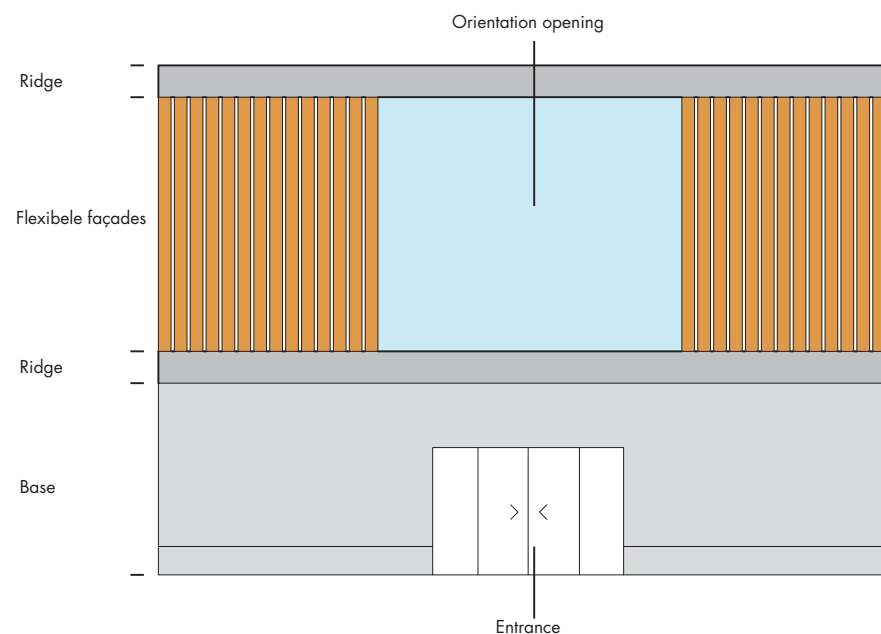 Orientation opening
Ridge
Flexibele façades
Ridge
Base
Entrance